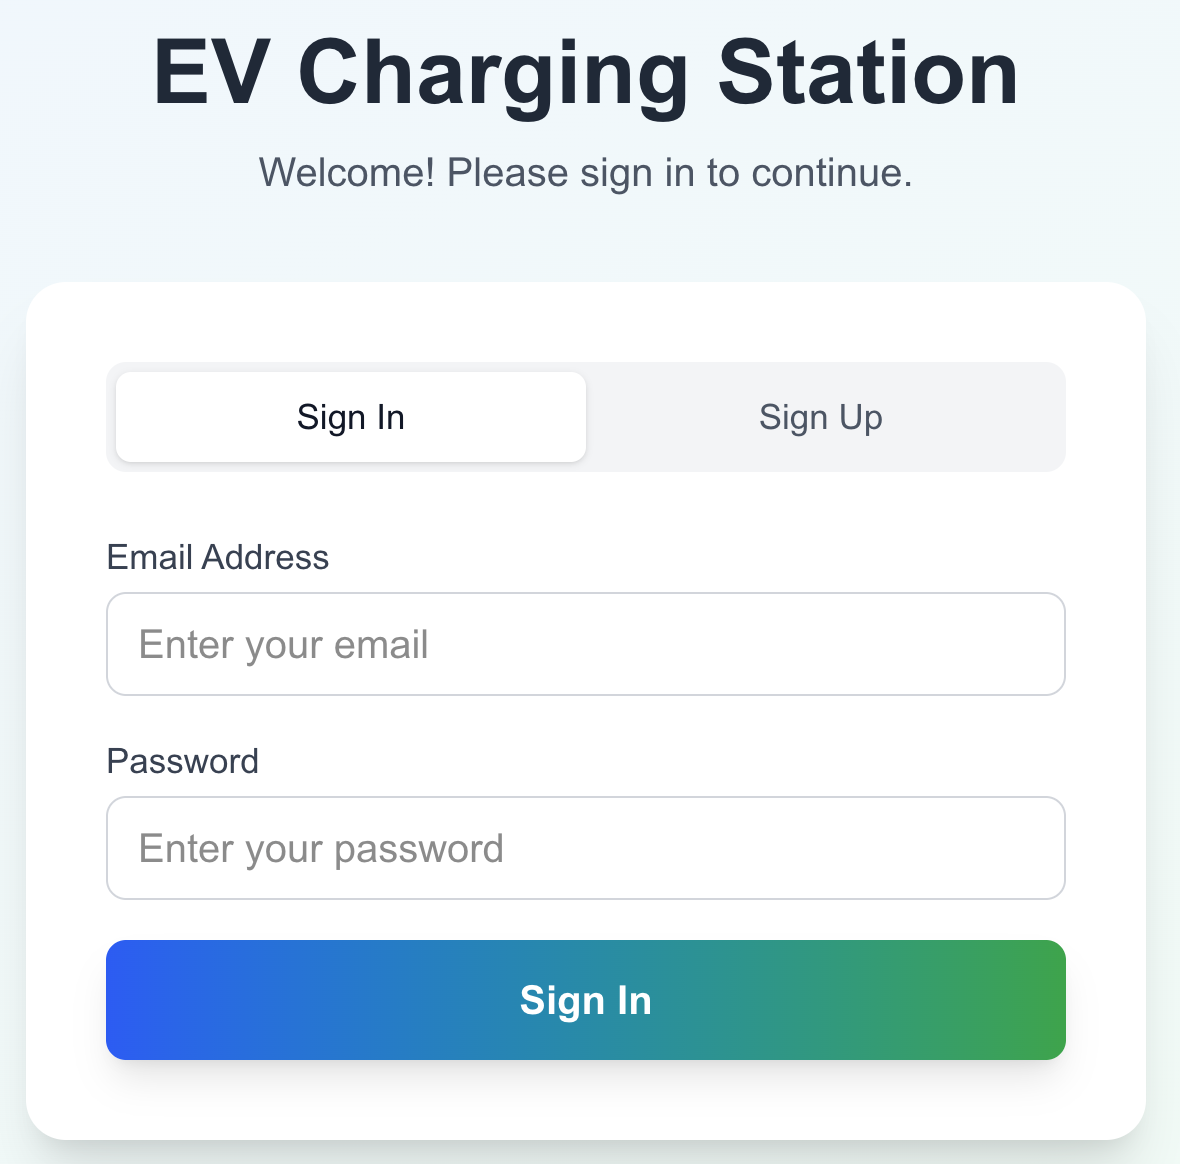 EV Charging Station
Welcome! Please sign in to continue.
Sign In
Sign Up
Email Address
Enter your email
Password
Enter your password
Sign In